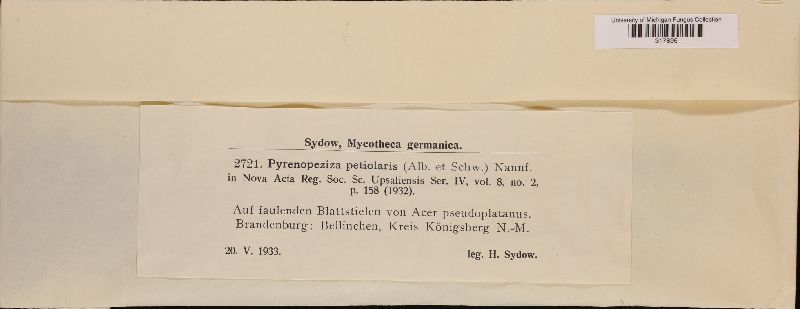 University of Michigan Fungus Collection
Sydow, Mycotheca germanica.
2721. Pyrenopeziza petiolaris (Alb. et Schw.) Nannf.
in Nova Acta Reg. Soc. Sc. Upsaliensis Ser. IV, vol. 8, no. 2,
p. 158 (1932).
Auf faulenden Blattstielen von Acer pseudoplatanus.
Brandenburg: Bellinchen, Kreis Königsberg N.-M.
20. V. 1933. leg. H. Sydow.